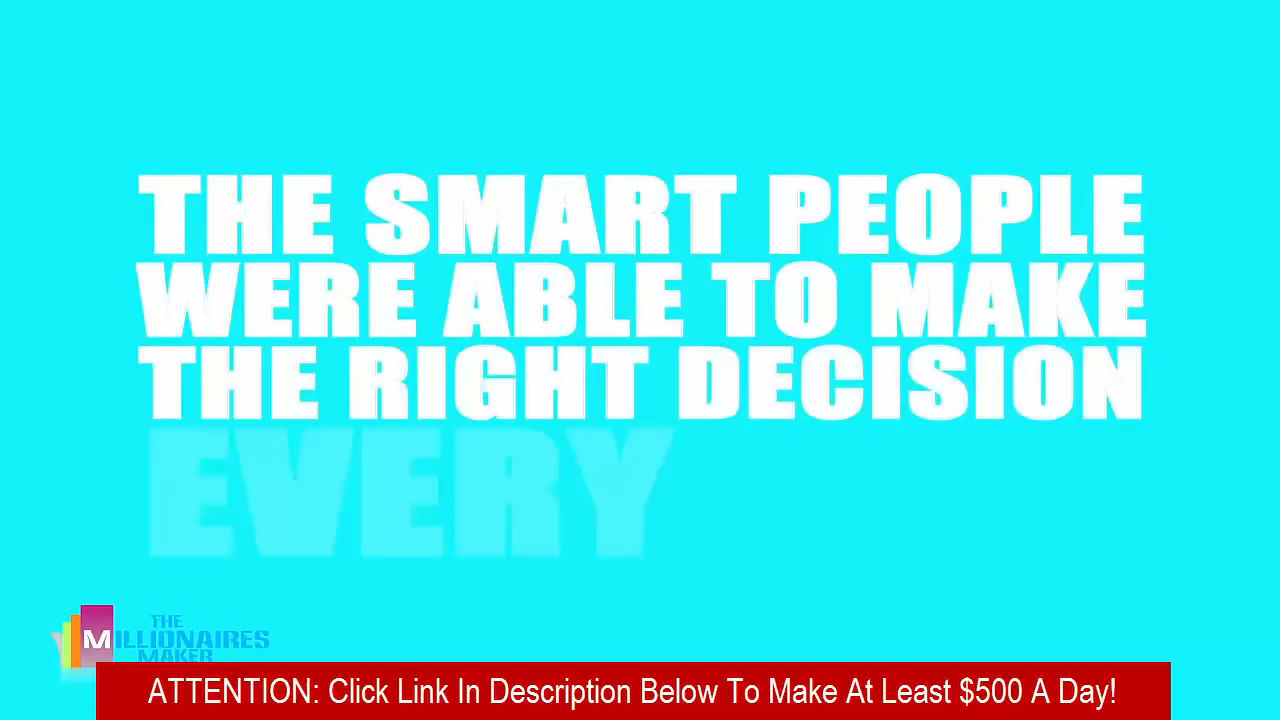 THE SMART PEOPLE
WERE ABLE TO MAKE
THE RIGHT DECISION
EVERY
THE
MILLIONAIRES
MAKER
ATTENTION: Click Link In Description Below To Make At Least $500 A Day!